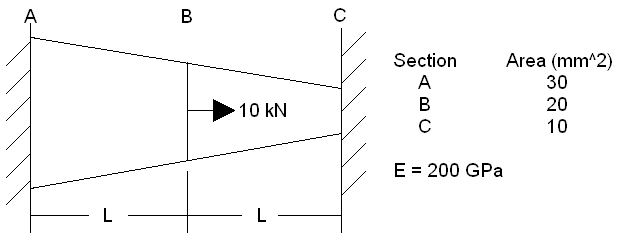 A B C
10 kN
L L
Section Area (mm^2)
A 30
B 20
C 10
E = 200 GPa